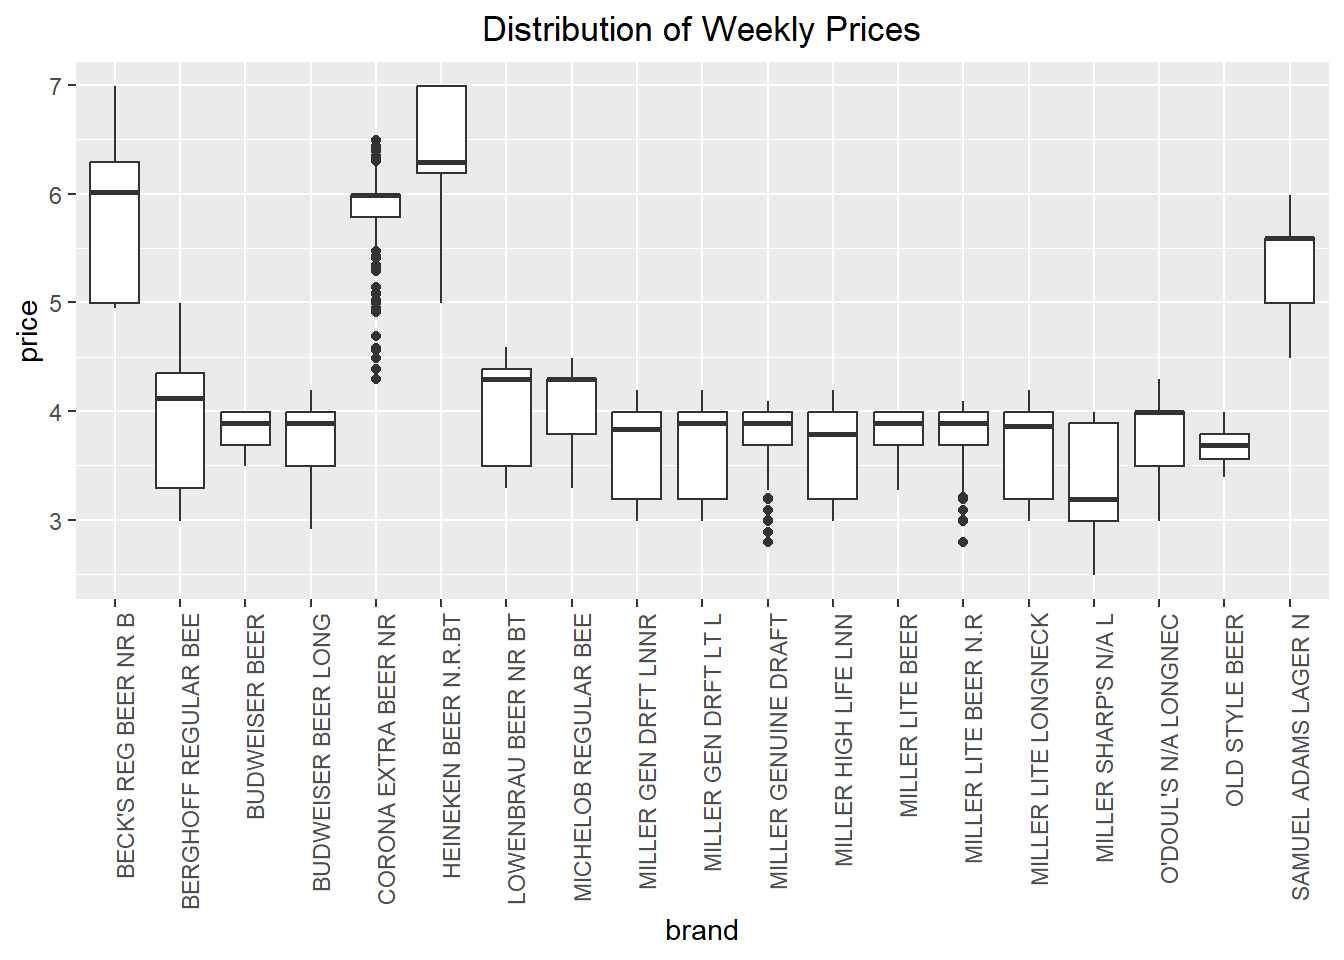 Distribution of Weekly Prices
price
7
6
5
4
3
BECK'S REG BEER NR B
BERGHOFF REGULAR BEE
BUDWEISER BEER
BUDWEISER BEER LONG
CORONA EXTRA BEER NR
HEINEKEN BEER N.R.BT
LOWENBRAU BEER NR BT
MICHELOB REGULAR BEE
MILLER GEN DRFT LNNR
MILLER GEN DRFT LT L
MILLER GENUINE DRAFT
MILLER HIGH LIFE LNN
MILLER LITE BEER
MILLER LITE BEER N.R
MILLER LITE LONGNECK
MILLER SHARP'S N/A L
O'DOUL'S N/A LONGNEC
OLD STYLE BEER
SAMUEL ADAMS LAGER N
brand